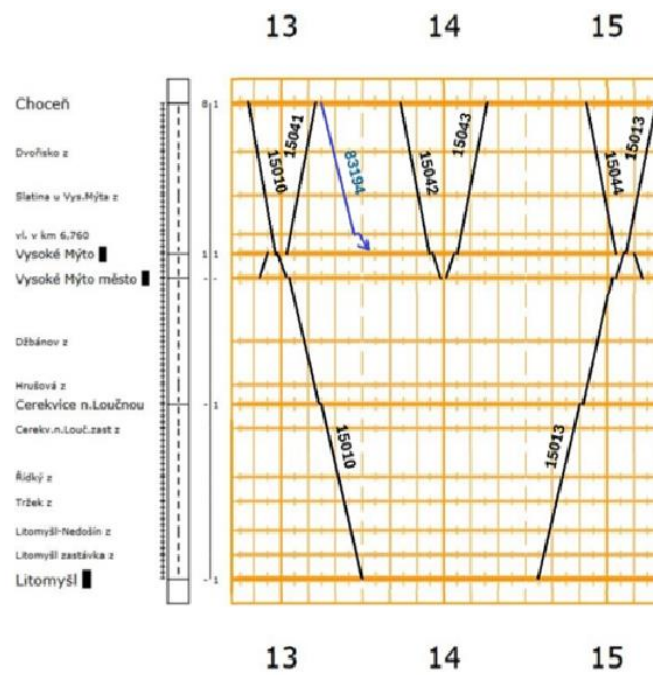 13 14 15
Choceň
Dvořisko z
Slatina u Vys.Mýta z
vl. v km 6,760
Vysoké Mýto
Vysoké Mýto město
Džbánov z
Hrušová z
Cerekvice n.Loučnou
Cerekv.n.Louč.zast z
Řídký z
Tržek z
Litomyšl-Nedošín z
Litomyšl zastávka z
Litomyšl
15010
15041
83194
15042
15043
15044
15013
15010
15013
13 14 15